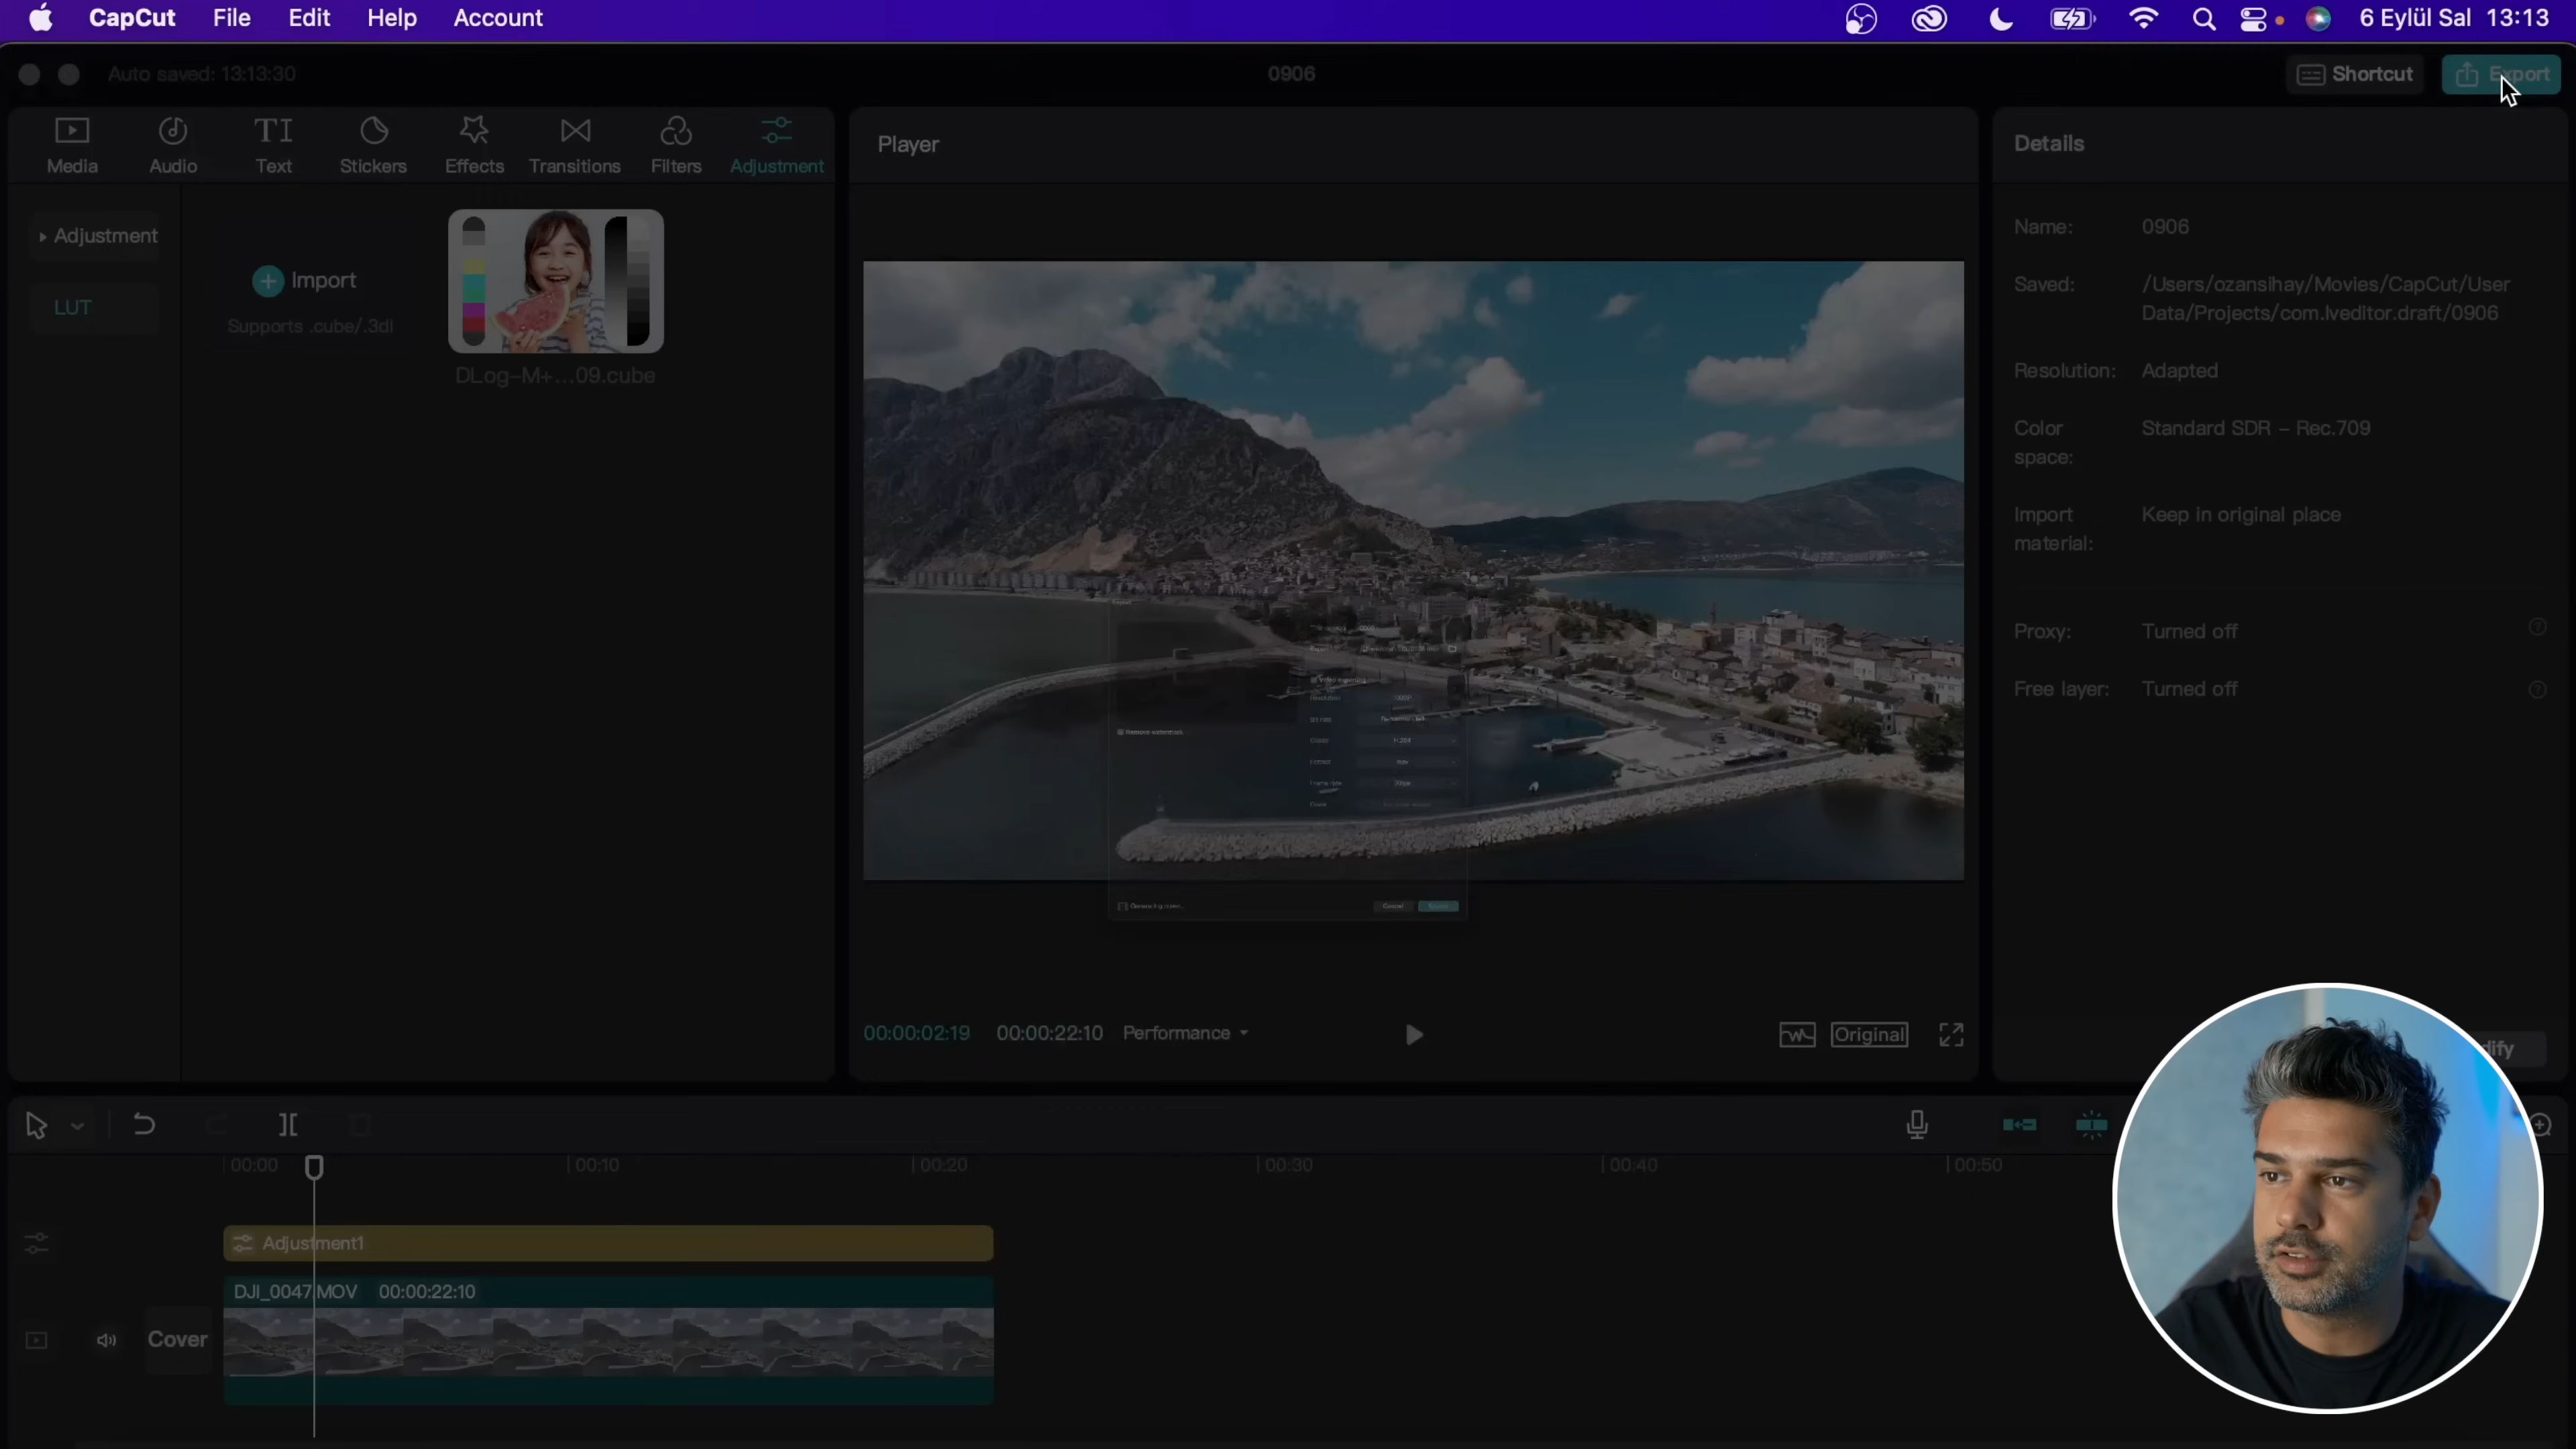 CapCut File Edit Help Account 6 Eylül Sal 13:13
Auto saved: 13:13:30 0906 Shortcut Export
Media Audio TI Text Stickers Effects Transitions Filters Adjustment
Adjustment
LUT
Import
Supports .cube/.3dl
DLog-M+...09.cube
Player
Remove watermark
H.264
Cancel
00:00:02:19 00:00:22:10 Performance Original
Details
Name: 0906
Saved: /Users/ozansihay/Movies/CapCut/User
Data/Projects/com.lveditor.draft/0906
Resolution: Adapted
Color
space: Standard SDR – Rec.709
Import
material: Keep in original place
Proxy: Turned off
Free layer: Turned off
00:00 00:10 00:20 00:30 00:40 00:50
Adjustment1
DJI_0047.MOV 00:00:22:10
Cover